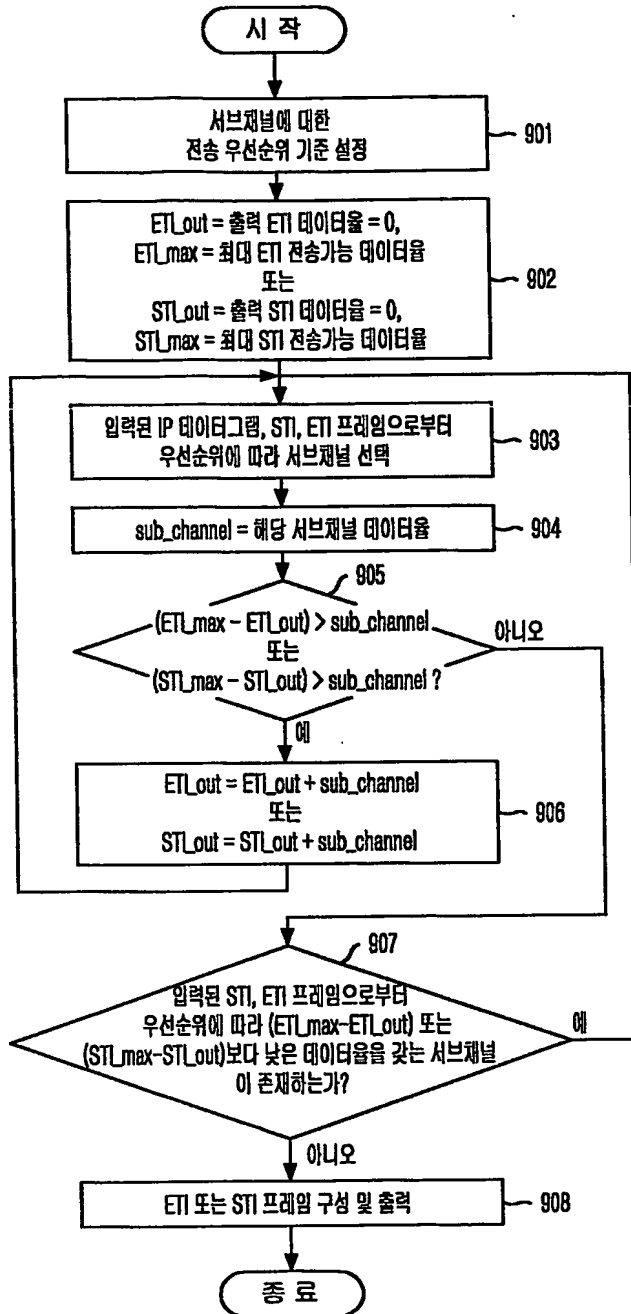 시 작
서브채널에 대한
전송 우선순위 기준 설정
901
ETI_out = 출력 ETI 데이터율 = 0,
ETI_max = 최대 ETI 전송가능 데이터율
또는
STI_out = 출력 STI 데이터율 = 0,
STI_max = 최대 STI 전송가능 데이터율
902
입력된 IP 데이터그램, STI, ETI 프레임으로부터
우선순위에 따라 서브채널 선택
903
sub_channel = 해당 서브채널 데이터율
904
905
(ETI_max - ETI_out) > sub_channel
또는
(STI_max - STI_out) > sub_channel ?
아니오
예
ETI_out = ETI_out + sub_channel
또는
STI_out = STI_out + sub_channel
906
907
입력된 STI, ETI 프레임으로부터
우선순위에 따라 (ETI_max-ETI_out) 또는
(STI_max-STI_out)보다 낮은 데이터율을 갖는 서브채널
이 존재하는가?
예
아니오
ETI 또는 STI 프레임 구성 및 출력
908
종 료